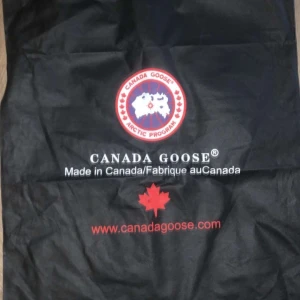 CANADA GOOSE®
ARCTIC PROGRAM
CANADA GOOSE®
Made in Canada/Fabrique auCanada
www.canadagoose.com